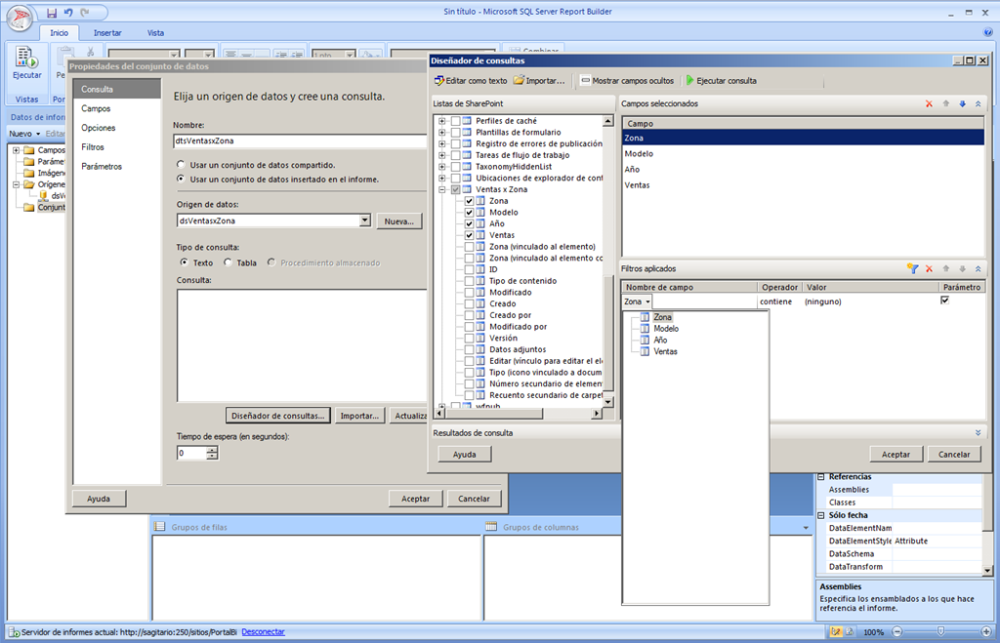 Sin título - Microsoft SQL Server Report Builder
Inicio
Insertar
Vista
Ejecutar
Vistas
Datos de infor
Nuevo
Editar
Campos
Paráme
Imágen
Orígene
dsV
Conjunt
Propiedades del conjunto de datos
Consulta
Campos
Opciones
Filtros
Parámetros
Elija un origen de datos y cree una consulta.
Nombre:
dtsVentasxZona
Usar un conjunto de datos compartido.
Usar un conjunto de datos insertado en el informe.
Origen de datos:
dsVentasxZona
Nueva...
Tipo de consulta:
Texto
Tabla
Procedimiento almacenado
Consulta:
Diseñador de consultas...
Importar...
Actualiza
Tiempo de espera (en segundos):
0
Ayuda
Aceptar
Cancelar
Diseñador de consultas
Editar como texto
Importar...
Mostrar campos ocultos
Ejecutar consulta
Listas de SharePoint
Perfiles de caché
Plantillas de formulario
Registro de errores de publicación
Tareas de flujo de trabajo
TaxonomyHiddenList
Ubicaciones de explorador de cont
Ventas x Zona
Zona
Modelo
Año
Ventas
Zona (vinculado al elemento)
Zona (vinculado al elemento co
ID
Tipo de contenido
Modificado
Creado
Creado por
Modificado por
Versión
Datos adjuntos
Editar (vínculo para editar el ele
Tipo (icono vinculado a docum
Número secundario de elemen
Recuento secundario de carpet
wfpub
Campos seleccionados
Campo
Zona
Modelo
Año
Ventas
Filtros aplicados
Nombre de campo
Operador
Valor
Parámetro
Zona
contiene
(ninguno)
Zona
Modelo
Año
Ventas
Resultados de consulta
Ayuda
Aceptar
Cancelar
Grupos de filas
Grupos de columnas
Referencias
Assemblies
Classes
Sólo fecha
DataElementNam
DataElementStyle
Attribute
DataSchema
DataTransform
Assemblies
Especifica los ensamblados a los que hace
referencia el informe.
Servidor de informes actual: http://sagitario:250/sitios/PortalBi
Desconectar
100%